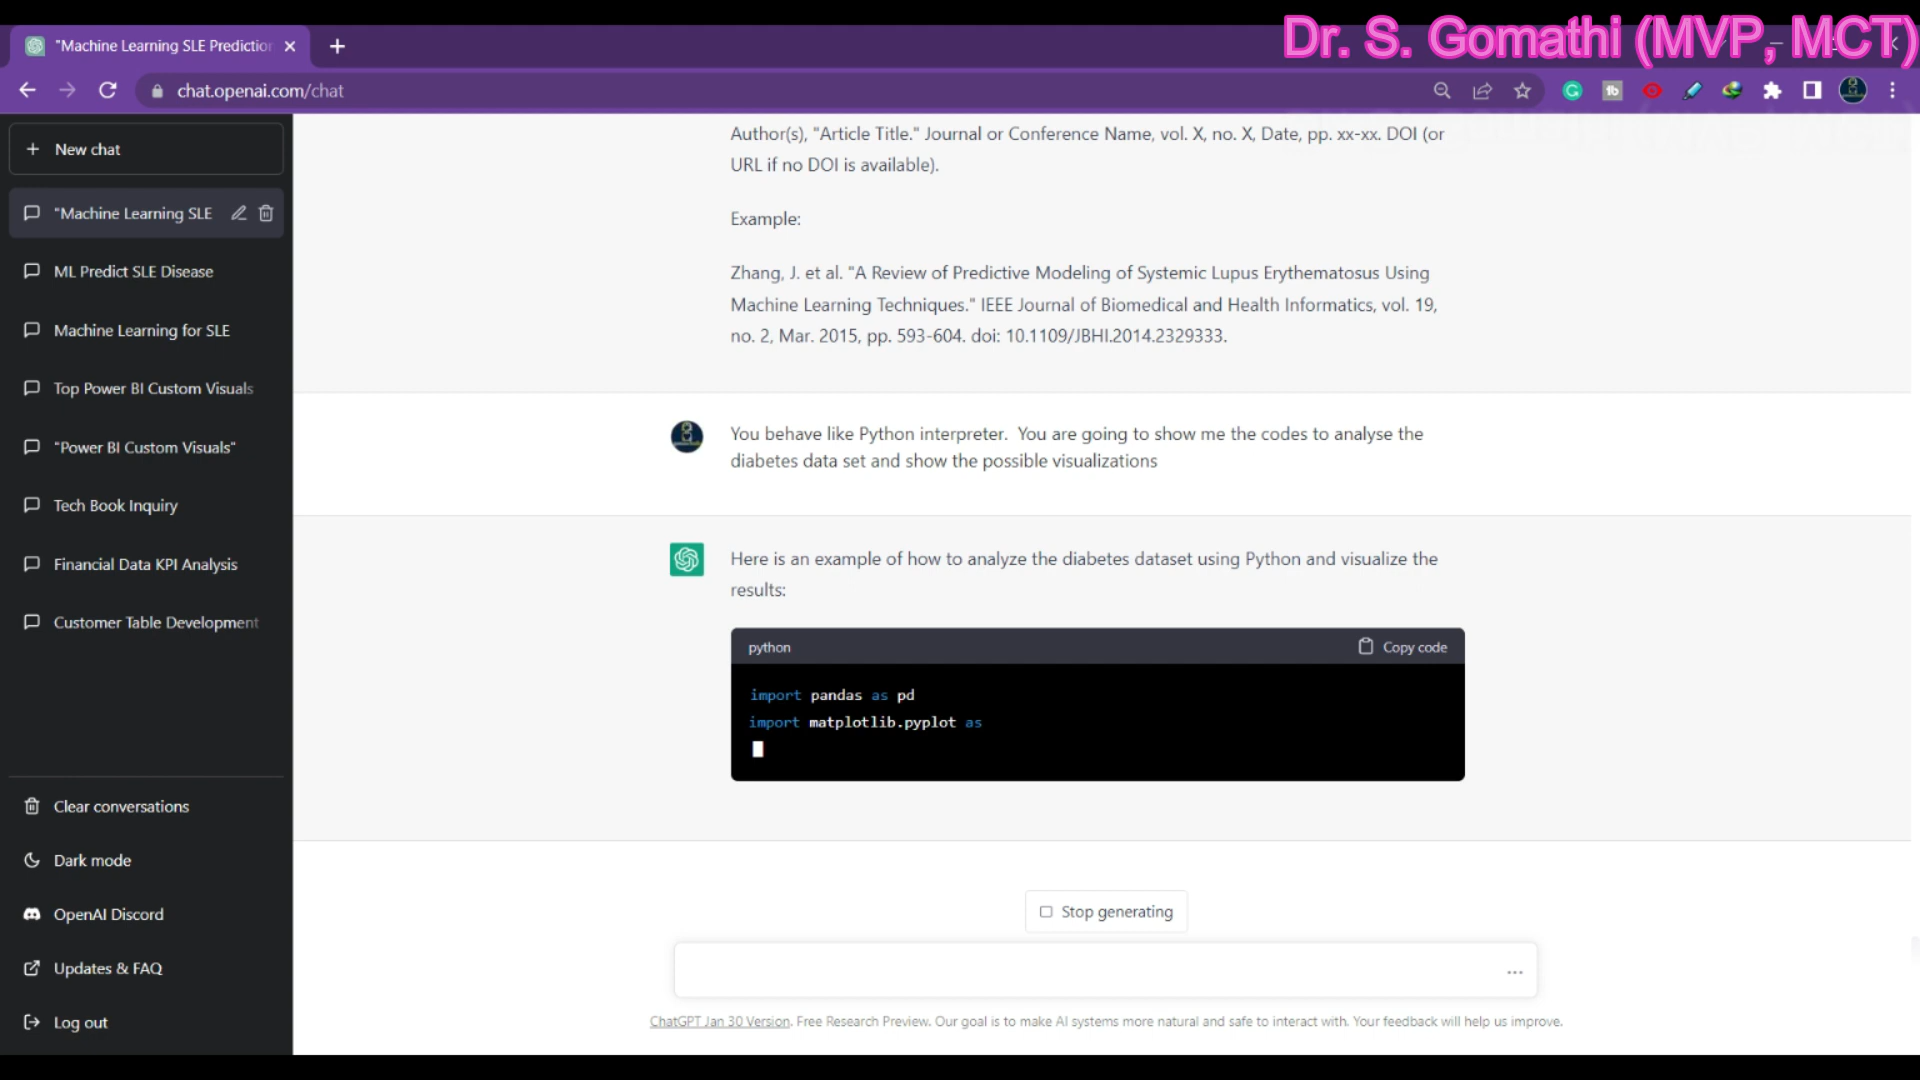 Dr. S. Gomathi (MVP, MCT)
"Machine Learning SLE Prediction
chat.openai.com/chat
New chat
"Machine Learning SLE
ML Predict SLE Disease
Machine Learning for SLE
Top Power BI Custom Visuals
"Power BI Custom Visuals"
Tech Book Inquiry
Financial Data KPI Analysis
Customer Table Development
Clear conversations
Dark mode
OpenAI Discord
Updates & FAQ
Log out
Author(s), "Article Title." Journal or Conference Name, vol. X, no. X, Date, pp. xx-xx. DOI (or
URL if no DOI is available).
Example:
Zhang, J. et al. "A Review of Predictive Modeling of Systemic Lupus Erythematosus Using
Machine Learning Techniques." IEEE Journal of Biomedical and Health Informatics, vol. 19,
no. 2, Mar. 2015, pp. 593-604. doi: 10.1109/JBHI.2014.2329333.
You behave like Python interpreter. You are going to show me the codes to analyse the
diabetes data set and show the possible visualizations
Here is an example of how to analyze the diabetes dataset using Python and visualize the
results:
python
Copy code
import pandas as pd
import matplotlib.pyplot as
Stop generating
ChatGPT Jan 30 Version. Free Research Preview. Our goal is to make AI systems more natural and safe to interact with. Your feedback will help us improve.